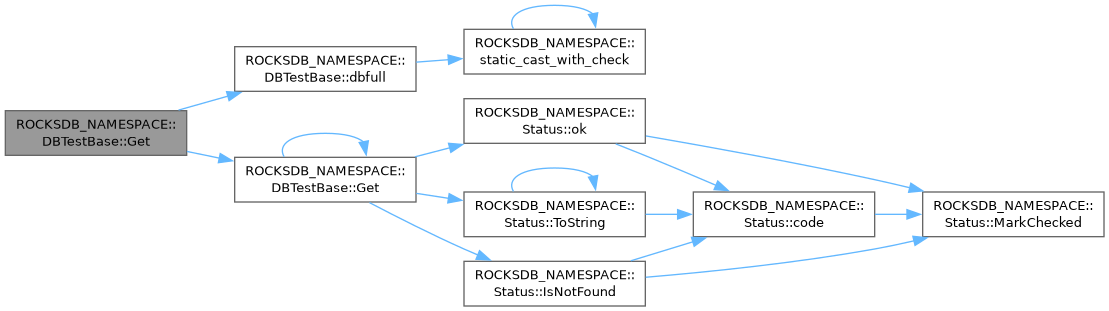 ROCKSDB_NAMESPACE::
DBTestBase::Get
ROCKSDB_NAMESPACE::
DBTestBase::dbfull
ROCKSDB_NAMESPACE::
static_cast_with_check
ROCKSDB_NAMESPACE::
DBTestBase::Get
ROCKSDB_NAMESPACE::
Status::ok
ROCKSDB_NAMESPACE::
Status::ToString
ROCKSDB_NAMESPACE::
Status::IsNotFound
ROCKSDB_NAMESPACE::
Status::code
ROCKSDB_NAMESPACE::
Status::MarkChecked